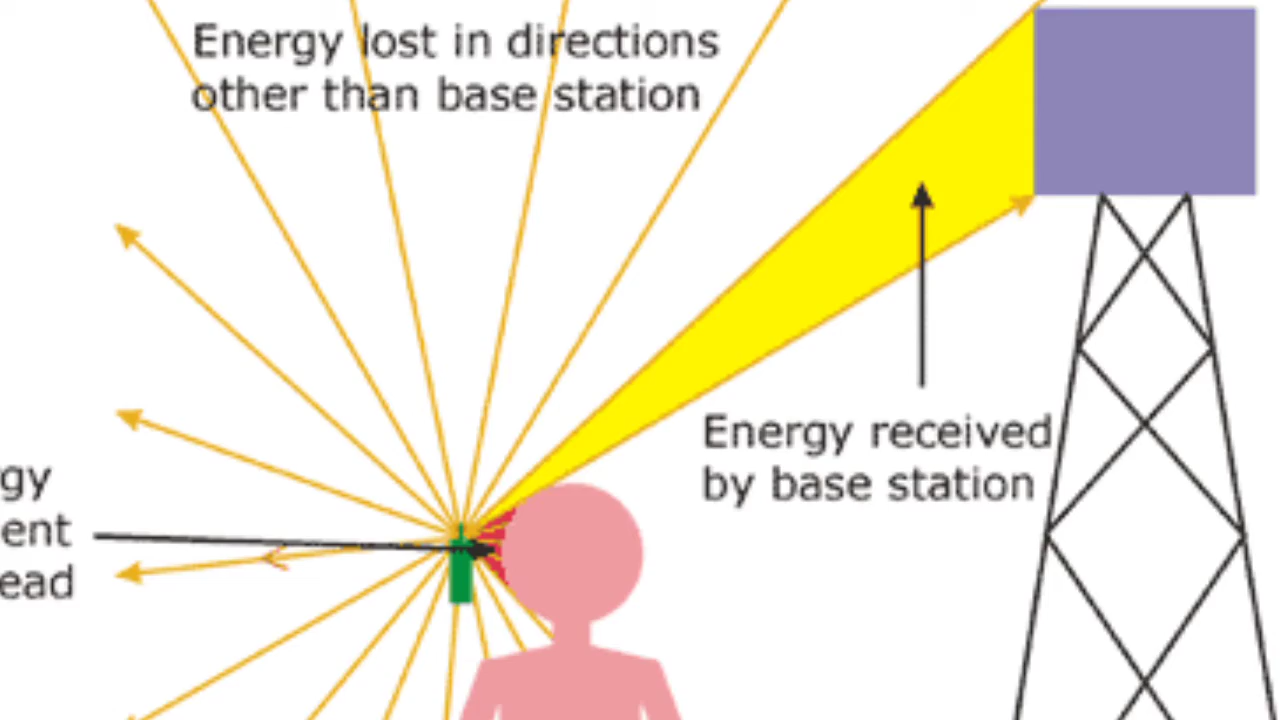 Energy lost in directions
other than base station
Energy received
by base station
gy
ent
ead